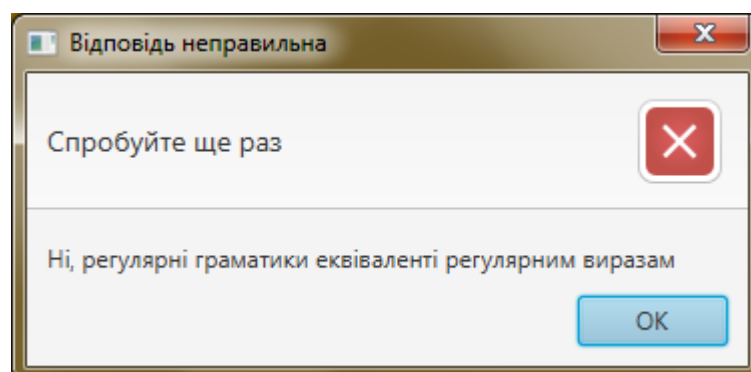 Відповідь неправильна
Спробуйте ще раз
Ні, регулярні граматики еквіваленті регулярним виразам
OK